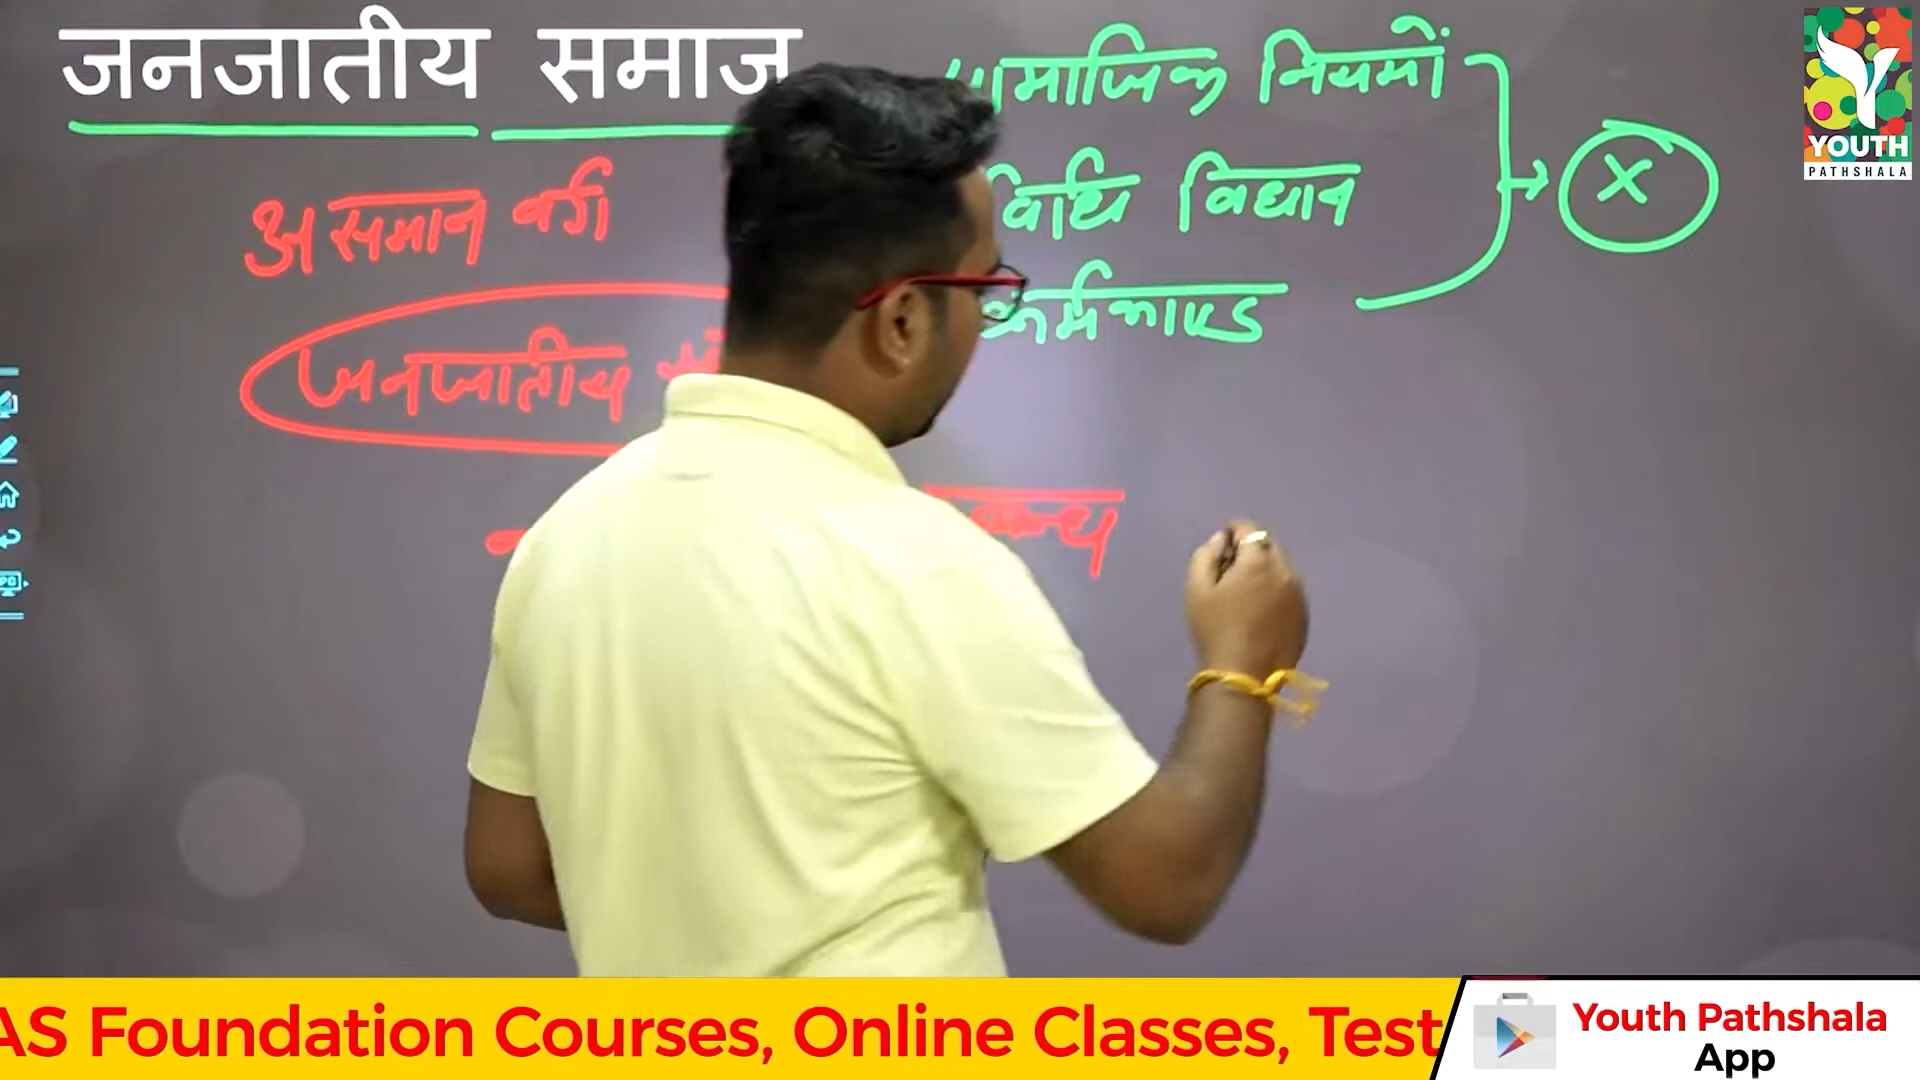 जनजातीय समाज
सामाजिक नियमों
विधि विधान
कर्मकाण्ड
X
असमान वर्ग
जनजातीय
YOUTH
PATHSHALA
AS Foundation Courses, Online Classes, Test
Youth Pathshala
App